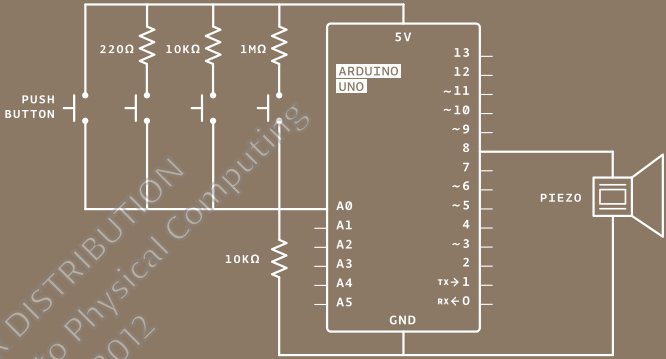 5V
220Ω
10KΩ
1MΩ
ARDUINO
UNO
PUSH
BUTTON
13
12
~11
~10
~9
8
7
~6
~5
4
~3
2
TX→1
RX←0
A0
A1
A2
A3
A4
A5
10KΩ
PIEZO
GND
DISTRIBUTION
to Physical Computing
2012